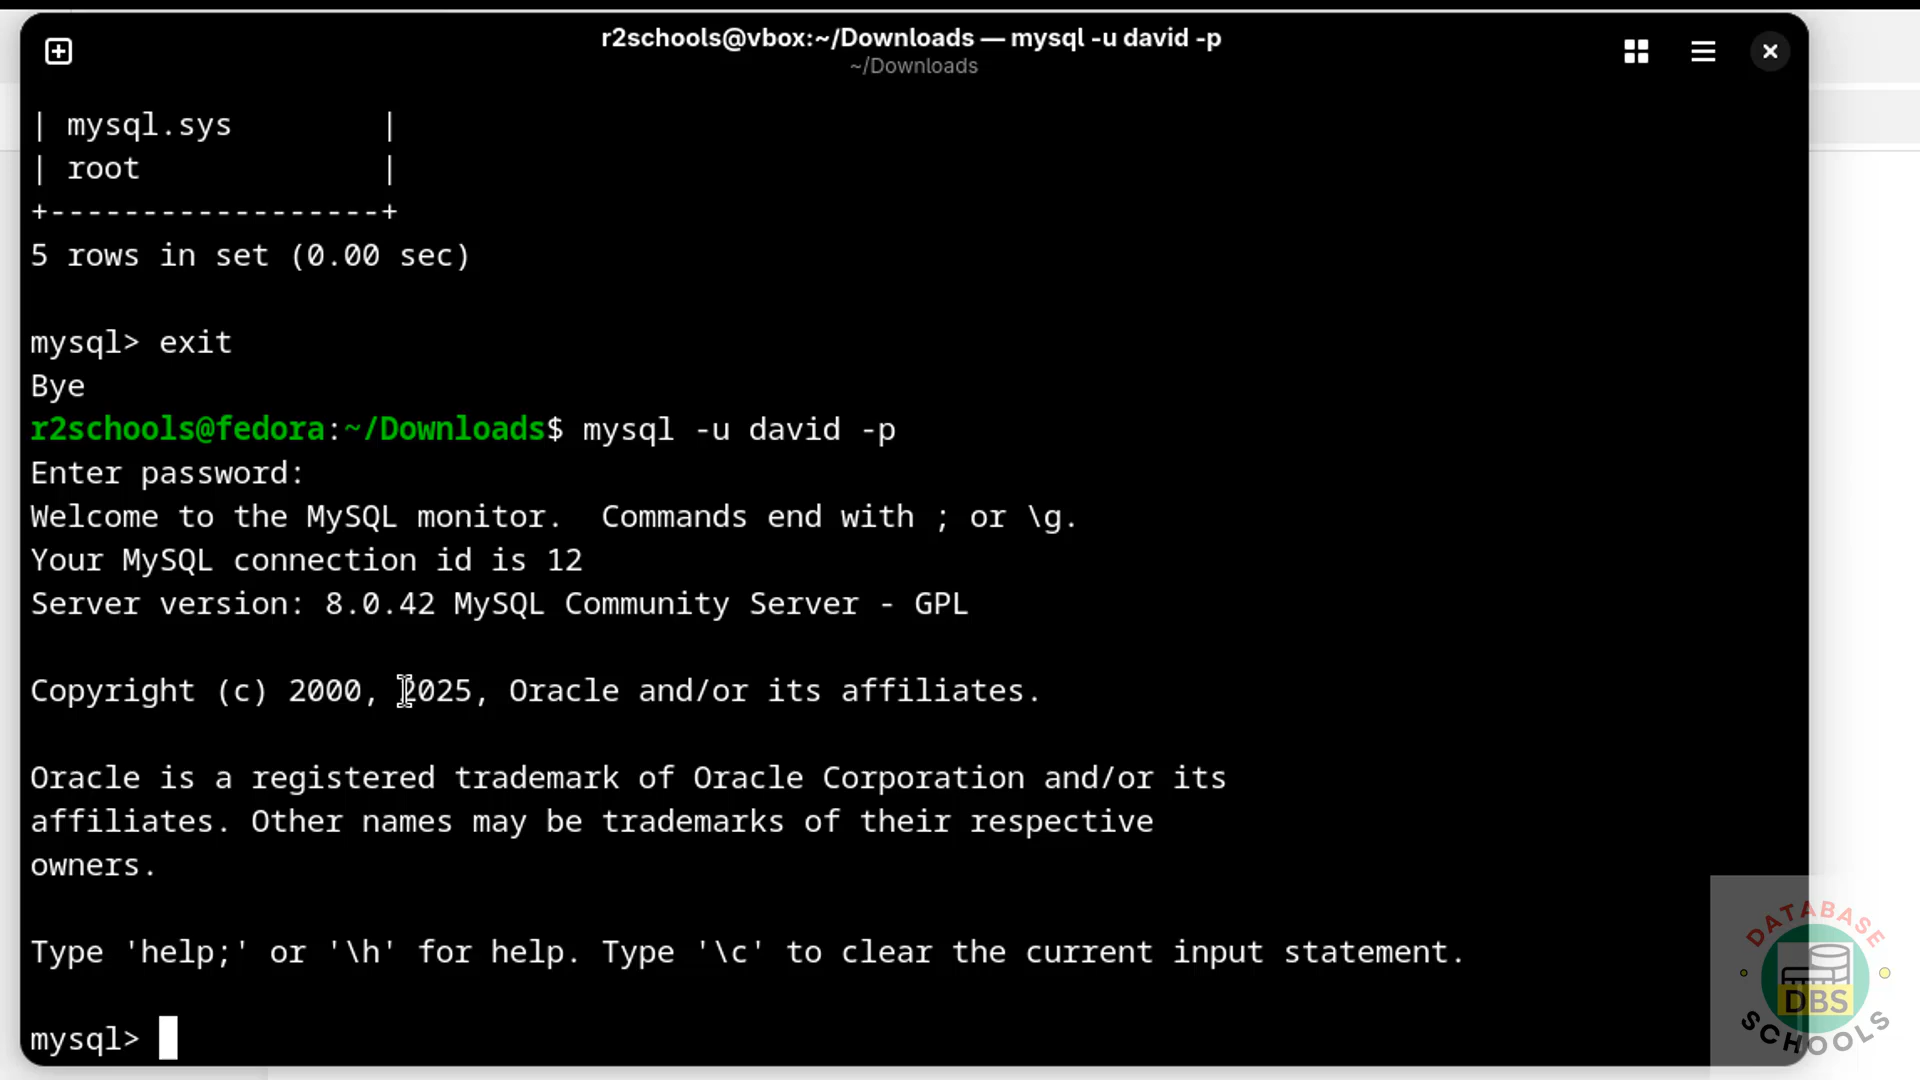 r2schools@vbox:~/Downloads — mysql -u david -p
~/Downloads
| mysql.sys        |
| root             |
+------------------+
5 rows in set (0.00 sec)
mysql> exit
Bye
r2schools@fedora:~/Downloads$ mysql -u david -p
Enter password:
Welcome to the MySQL monitor.  Commands end with ; or \g.
Your MySQL connection id is 12
Server version: 8.0.42 MySQL Community Server - GPL
Copyright (c) 2000, 2025, Oracle and/or its affiliates.
Oracle is a registered trademark of Oracle Corporation and/or its
affiliates. Other names may be trademarks of their respective
owners.
Type 'help;' or '\h' for help. Type '\c' to clear the current input statement.
mysql>
DATABASE
DBS
SCHOOLS